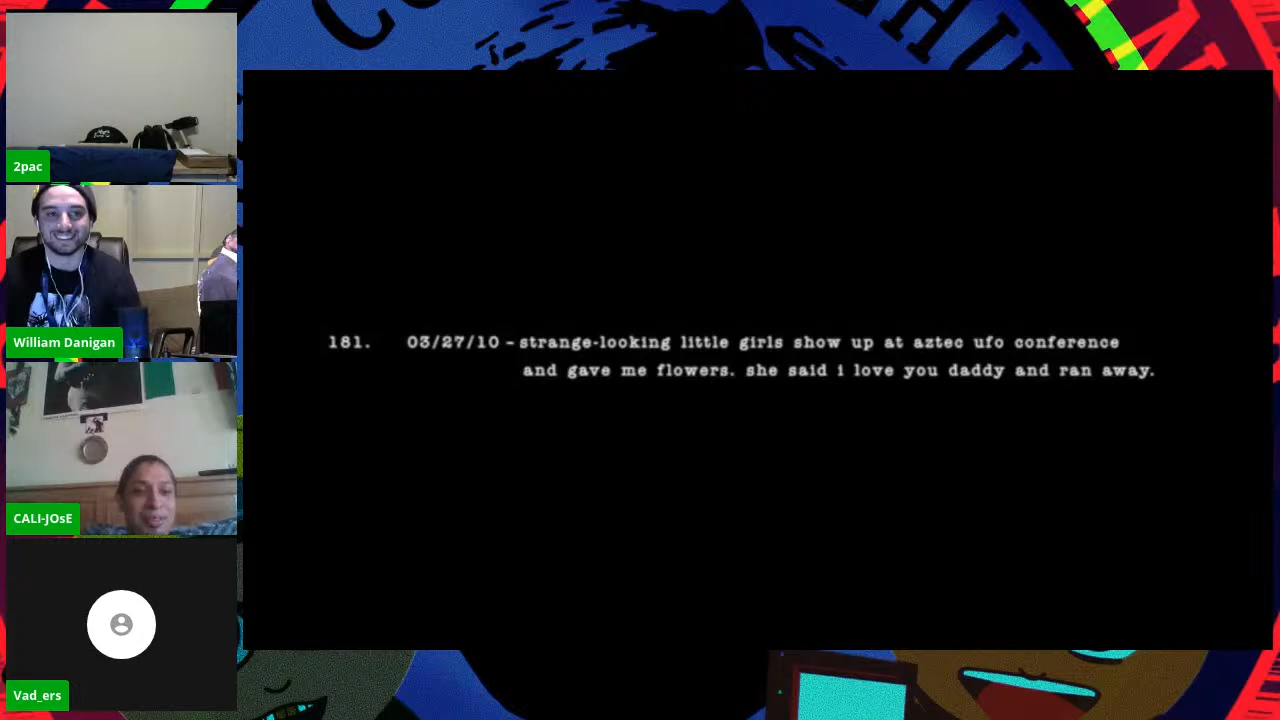 2pac
William Danigan
CALI-JOsE
Vad_ers
181. 03/27/10 - strange-looking little girls show up at aztec ufo conference
and gave me flowers. she said i love you daddy and ran away.